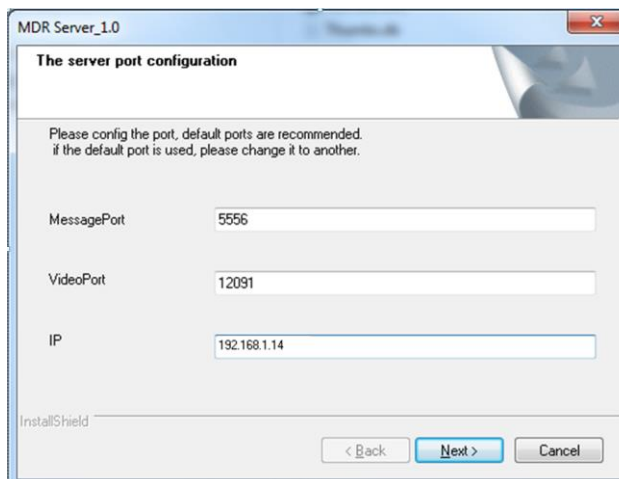 MDR Server_1.0
The server port configuration
Please config the port, default ports are recommended.
if the default port is used, please change it to another.
MessagePort
5556
VideoPort
12091
IP
192.168.1.14
InstallShield
< Back
Next >
Cancel